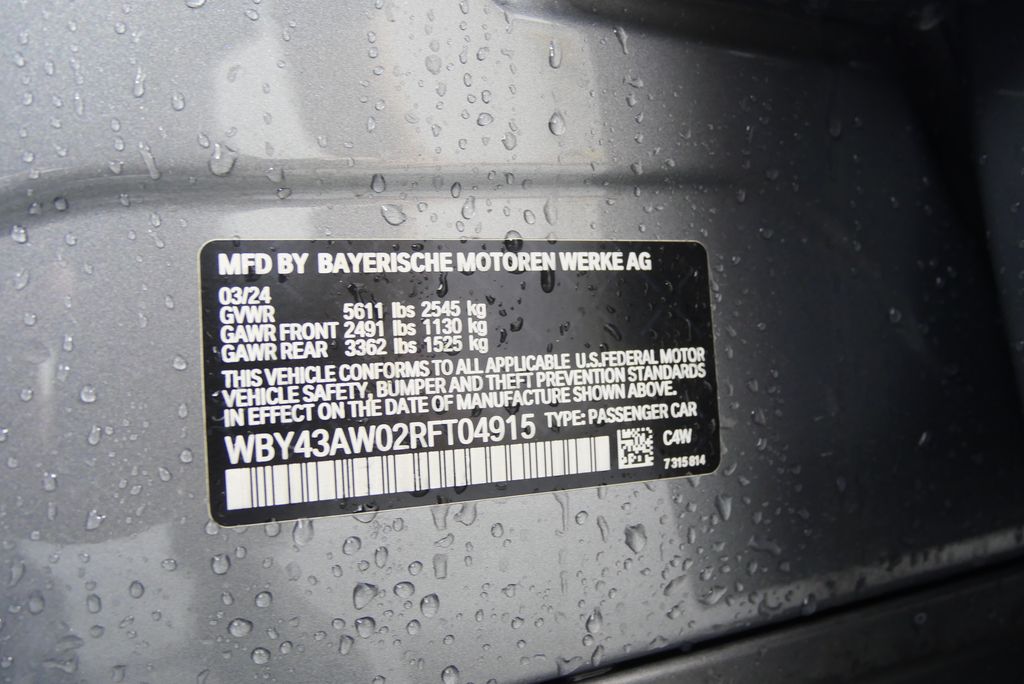 MFD BY BAYERISCHE MOTOREN WERKE AG
03/24
GVWR 5611 lbs 2545 kg
GAWR FRONT 2491 lbs 1130 kg
GAWR REAR 3362 lbs 1525 kg
THIS VEHICLE CONFORMS TO ALL APPLICABLE U.S.FEDERAL MOTOR
VEHICLE SAFETY, BUMPER AND THEFT PREVENTION STANDARDS
IN EFFECT ON THE DATE OF MANUFACTURE SHOWN ABOVE.
WBY43AW02RFT04915 TYPE: PASSENGER CAR
C4W
7315814